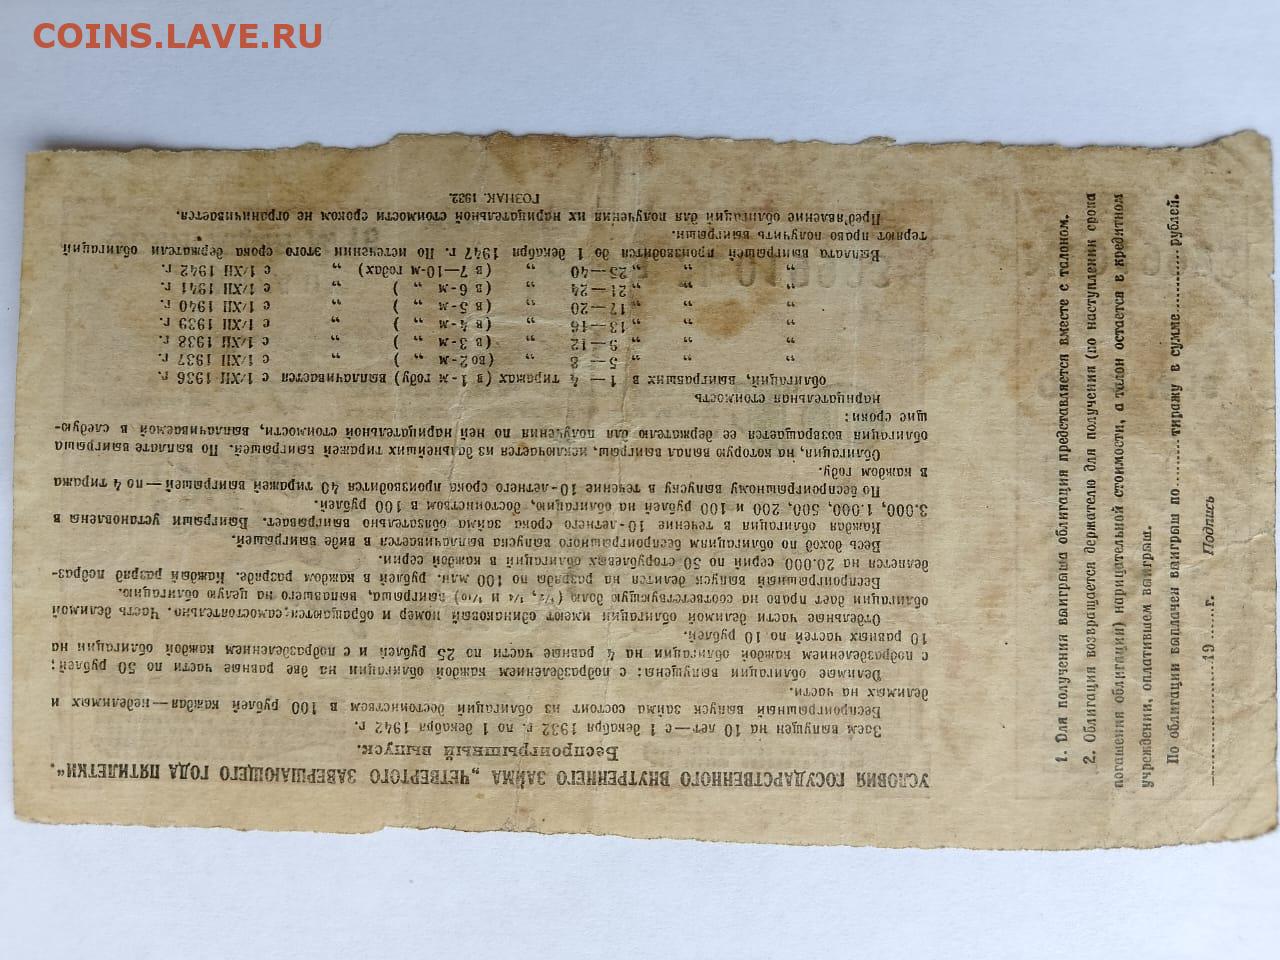 COINS.LAVE.RU
УСЛОВИЯ ГОСУДАРСТВЕННОГО ВНУТРЕННЕГО ЗАЙМА „ЧЕТВЕРТОГО ЗАВЕРШАЮЩЕГО ГОДА ПЯТИЛЕТКИ“.
Беспроигрышный выпуск.
Заем выпущен на 10 лет—с 1 декабря 1932 г. по 1 декабря 1942 г.
Беспроигрышный выпуск займа состоит из облигаций достоинством в 100 рублей каждая—неделимых и
делимых на части.
Делимые облигации выпущены: с подразделением каждой облигации на две равные части по 50 рублей;
с подразделением каждой облигации на 4 равные части по 25 рублей и с подразделением каждой облигации на
10 равных частей по 10 рублей.
Отдельные части делимой облигации имеют одинаковый номер и обращаются самостоятельно. Часть делимой
облигации дает право на соответствующую долю (½, ¼ и ¹/₁₀) выигрыша, выпавшего на целую облигацию.
Беспроигрышный выпуск делится на разряды по 100 млн. рублей в каждом разряде. Каждый разряд подраз-
деляется на 20.000 серий по 50 сторублевых облигаций в каждой серии.
Весь доход по облигациям беспроигрышного выпуска выплачивается в виде выигрышей.
Каждая облигация в течение 10-летнего срока займа обязательно выигрывает. Выигрыши установлены в
3.000, 1.000, 500, 200 и 100 рублей на облигацию, достоинством в 100 рублей.
По беспроигрышному выпуску в течение 10-летнего срока производится 40 тиражей выигрышей—по 4 тиража
в каждом году.
Облигация, на которую выпал выигрыш, исключается из дальнейших тиражей выигрышей. По выплате выигрыша
облигация возвращается ее держателю для получения по ней нарицательной стоимости, выплачиваемой в следую-
щие сроки:
нарицательная стоимость
облигаций, выигравших в 1— 4 тиражах (в 1-м году) выплачивается с 1/XII 1936 г.
„ „ „ 5— 8 „ (во 2-м „ ) „ с 1/XII 1937 г.
„ „ „ 9—12 „ (в 3-м „ ) „ с 1/XII 1938 г.
„ „ „ 13—16 „ (в 4-м „ ) „ с 1/XII 1939 г.
„ „ „ 17—20 „ (в 5-м „ ) „ с 1/XII 1940 г.
„ „ „ 21—24 „ (в 6-м „ ) „ с 1/XII 1941 г.
„ „ „ 25—40 „ (в 7—10-м годах) „ с 1/XII 1942 г.
Выплата выигрышей производится до 1 декабря 1947 г. По истечении этого срока держатели облигаций
теряют право получить выигрыш.
Пред'явление облигаций для получения их нарицательной стоимости сроком не ограничивается.
ГОЗНАК. 1932.
1. Для получения выигрыша облигация представляется вместе с талоном.
2. Облигация возвращается держателю для получения (по наступлении срока
погашения облигации) нарицательной стоимости, а талон остается в кредитном
учреждении, оплатившем выигрыш.
По облигации выплачен выигрыш по.........тиражу в сумме............рублей.
..................19......г. Подпись